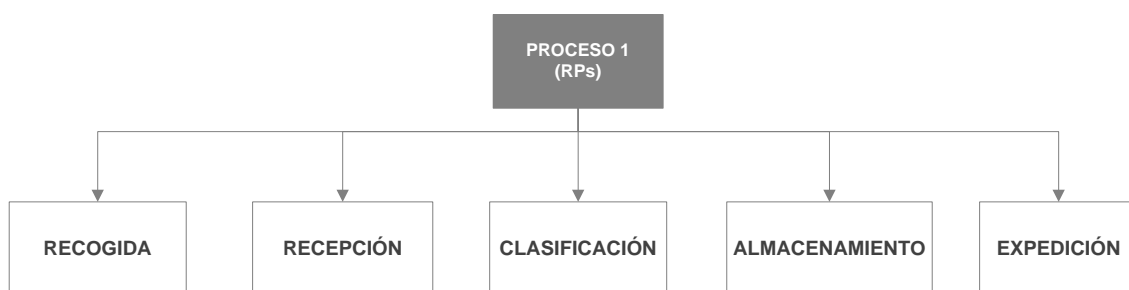 PROCESO 1
(RPs)
RECOGIDA
RECEPCIÓN
CLASIFICACIÓN
ALMACENAMIENTO
EXPEDICIÓN